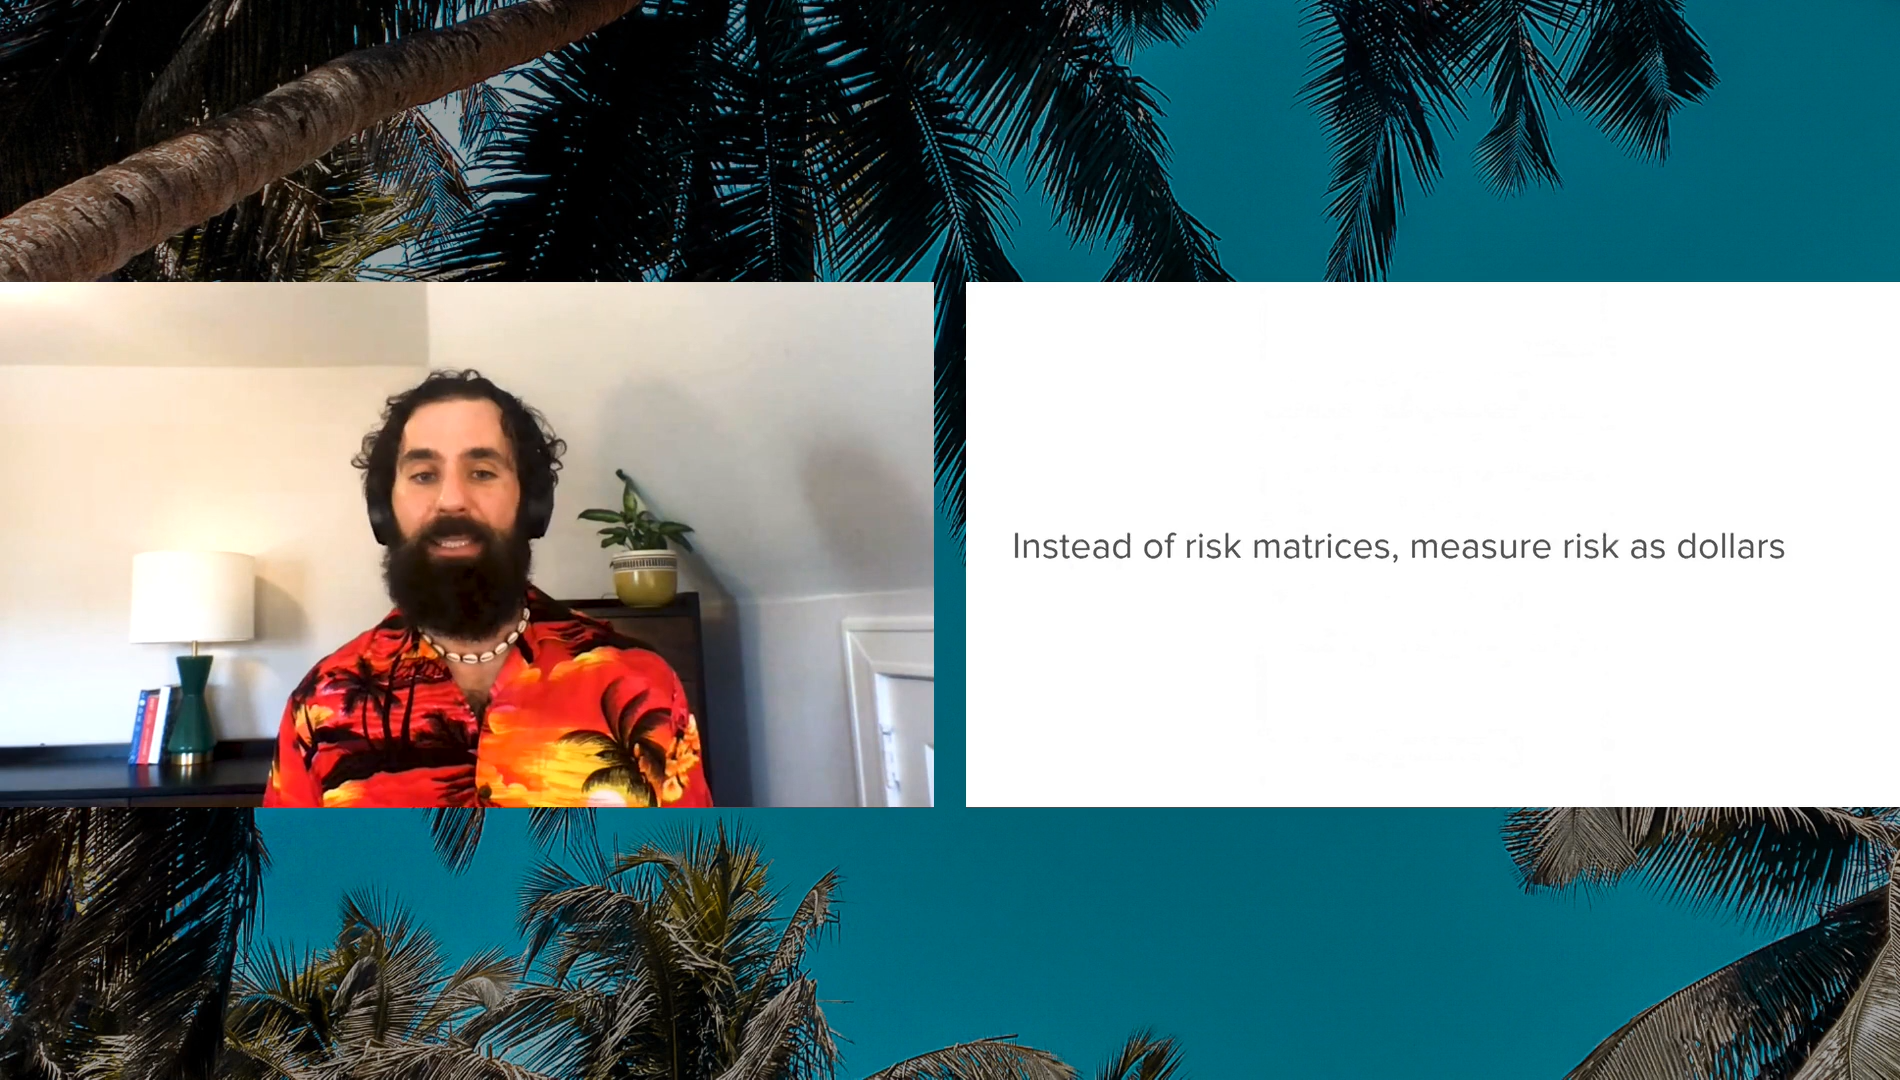 Instead of risk matrices, measure risk as dollars